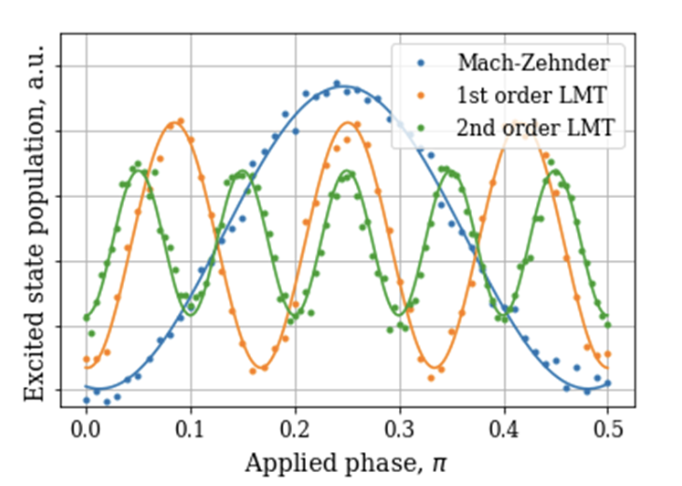 Excited state population, a.u.
Mach-Zehnder
1st order LMT
2nd order LMT
0.0 0.1 0.2 0.3 0.4 0.5
Applied phase, π